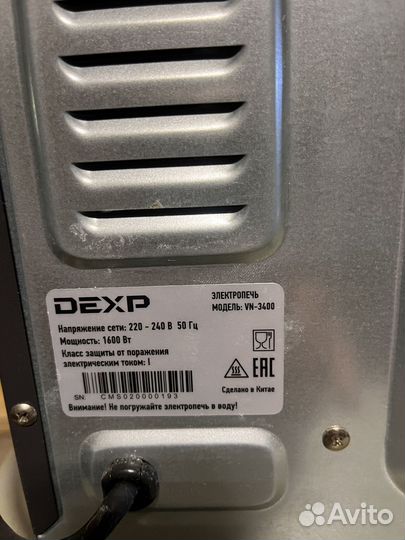 DEXP
ЭЛЕКТРОПЕЧЬ
МОДЕЛЬ: VN-3400
Напряжение сети: 220 - 240 В 50 Гц
Мощность: 1600 Вт
Класс защиты от поражения
электрическим током: I
EAC
SN: CMS020000193
Сделано в Китае
Внимание! Не погружайте электропечь в воду!
Avito